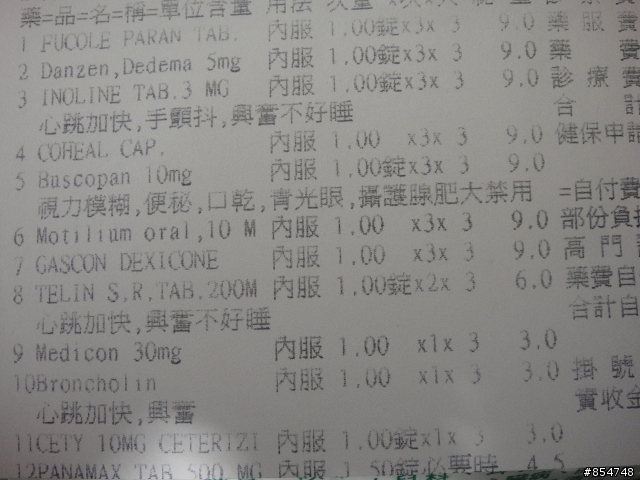 藥=品=名=稱=單位含量 用法 次量
1 FUCOLE PARAN TAB. 內服 1.00錠x3x 3 9.0 藥 服 費
2 Danzen,Dedema 5mg 內服 1.00錠x3x 3 9.0 藥 費
3 INOLINE TAB.3 MG 內服 1.00錠x3x 3 9.0 診 療 費
心跳加快,手顫抖,興奮不好睡 合 計
4 COHEAL CAP. 內服 1.00 x3x 3 9.0 健保申請
5 Buscopan 10mg 內服 1.00錠x3x 3 9.0
視力模糊,便秘,口乾,青光眼,攝護腺肥大禁用 =自付費
6 Motilium oral,10 M 內服 1.00 x3x 3 9.0 部份負擔
7 GASCON DEXICONE 內服 1.00 x3x 3 9.0 高 門 診
8 TELIN S.R.TAB.200M 內服 1.00錠x2x 3 6.0 藥費自
心跳加快,興奮不好睡 合計自
9 Medicon 30mg 內服 1.00 x1x 3 3.0
10Broncholin 內服 1.00 x1x 3 3.0 掛 號
心跳加快,興奮 實收金
11CETY 10MG CETERIZI 內服 1.00錠x1x 3 3.0
12PANAMAX TAB 500 MG 內服 1.50錠必要時 4.5
#854748